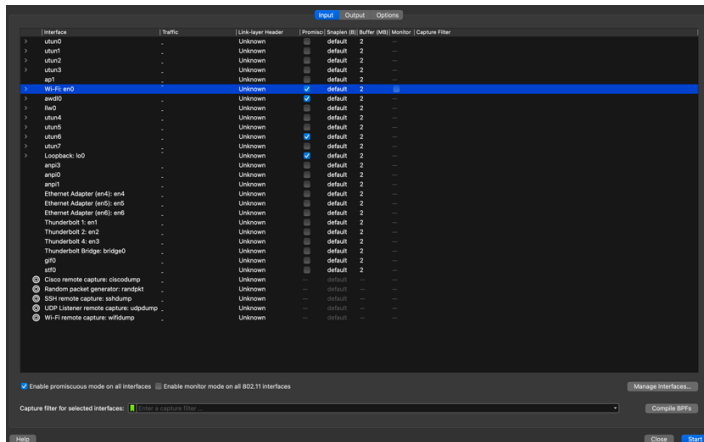 Input Output Options
Interface Traffic Link-layer Header Promisc Snaplen (B) Buffer (MB) Monitor Capture Filter
utun0 Unknown default 2 —
utun1 Unknown default 2 —
utun2 Unknown default 2 —
utun3 Unknown default 2 —
ap1 Unknown default 2 —
Wi-Fi: en0 Unknown default 2
awdl0 Unknown default 2 —
llw0 Unknown default 2 —
utun4 Unknown default 2 —
utun5 Unknown default 2 —
utun6 Unknown default 2 —
utun7 Unknown default 2 —
Loopback: lo0 Unknown default 2 —
anpi3 Unknown default 2 —
anpi0 Unknown default 2 —
anpi1 Unknown default 2 —
Ethernet Adapter (en4): en4 Unknown default 2 —
Ethernet Adapter (en5): en5 Unknown default 2 —
Ethernet Adapter (en6): en6 Unknown default 2 —
Thunderbolt 1: en1 Unknown default 2 —
Thunderbolt 2: en2 Unknown default 2 —
Thunderbolt 4: en3 Unknown default 2 —
Thunderbolt Bridge: bridge0 Unknown default 2 —
gif0 Unknown default 2 —
stf0 Unknown default 2 —
Cisco remote capture: ciscodump Unknown — default — —
Random packet generator: randpkt Unknown — default — —
SSH remote capture: sshdump Unknown — default — —
UDP Listener remote capture: udpdump Unknown — default — —
Wi-Fi remote capture: wifidump Unknown — default — —
Enable promiscuous mode on all interfaces Enable monitor mode on all 802.11 interfaces Manage Interfaces...
Capture filter for selected interfaces: Enter a capture filter ... Compile BPFs
Help Close Start